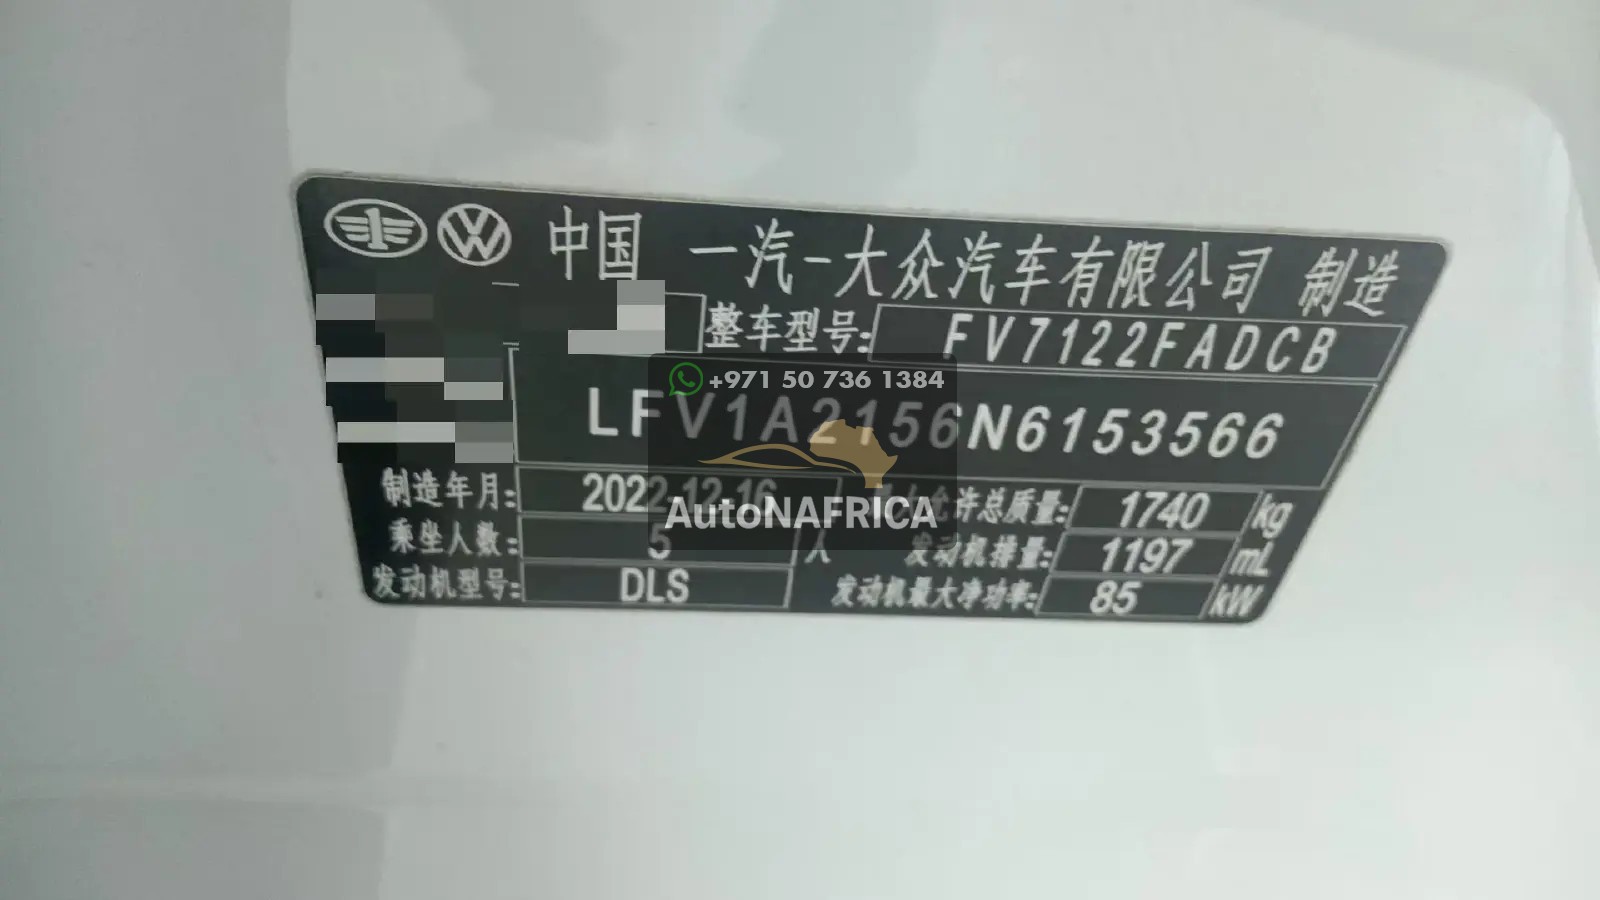 中国 一汽-大众汽车有限公司 制造
整车型号: FV7122FADCB
+971 50 736 1384
LFV1A2156N6153566
制造年月: 2022-12-16 允许总质量: 1740 kg
AutoNAFRICA
乘坐人数: 5 人 发动机排量: 1197 mL
发动机型号: DLS 发动机最大净功率: 85 kW